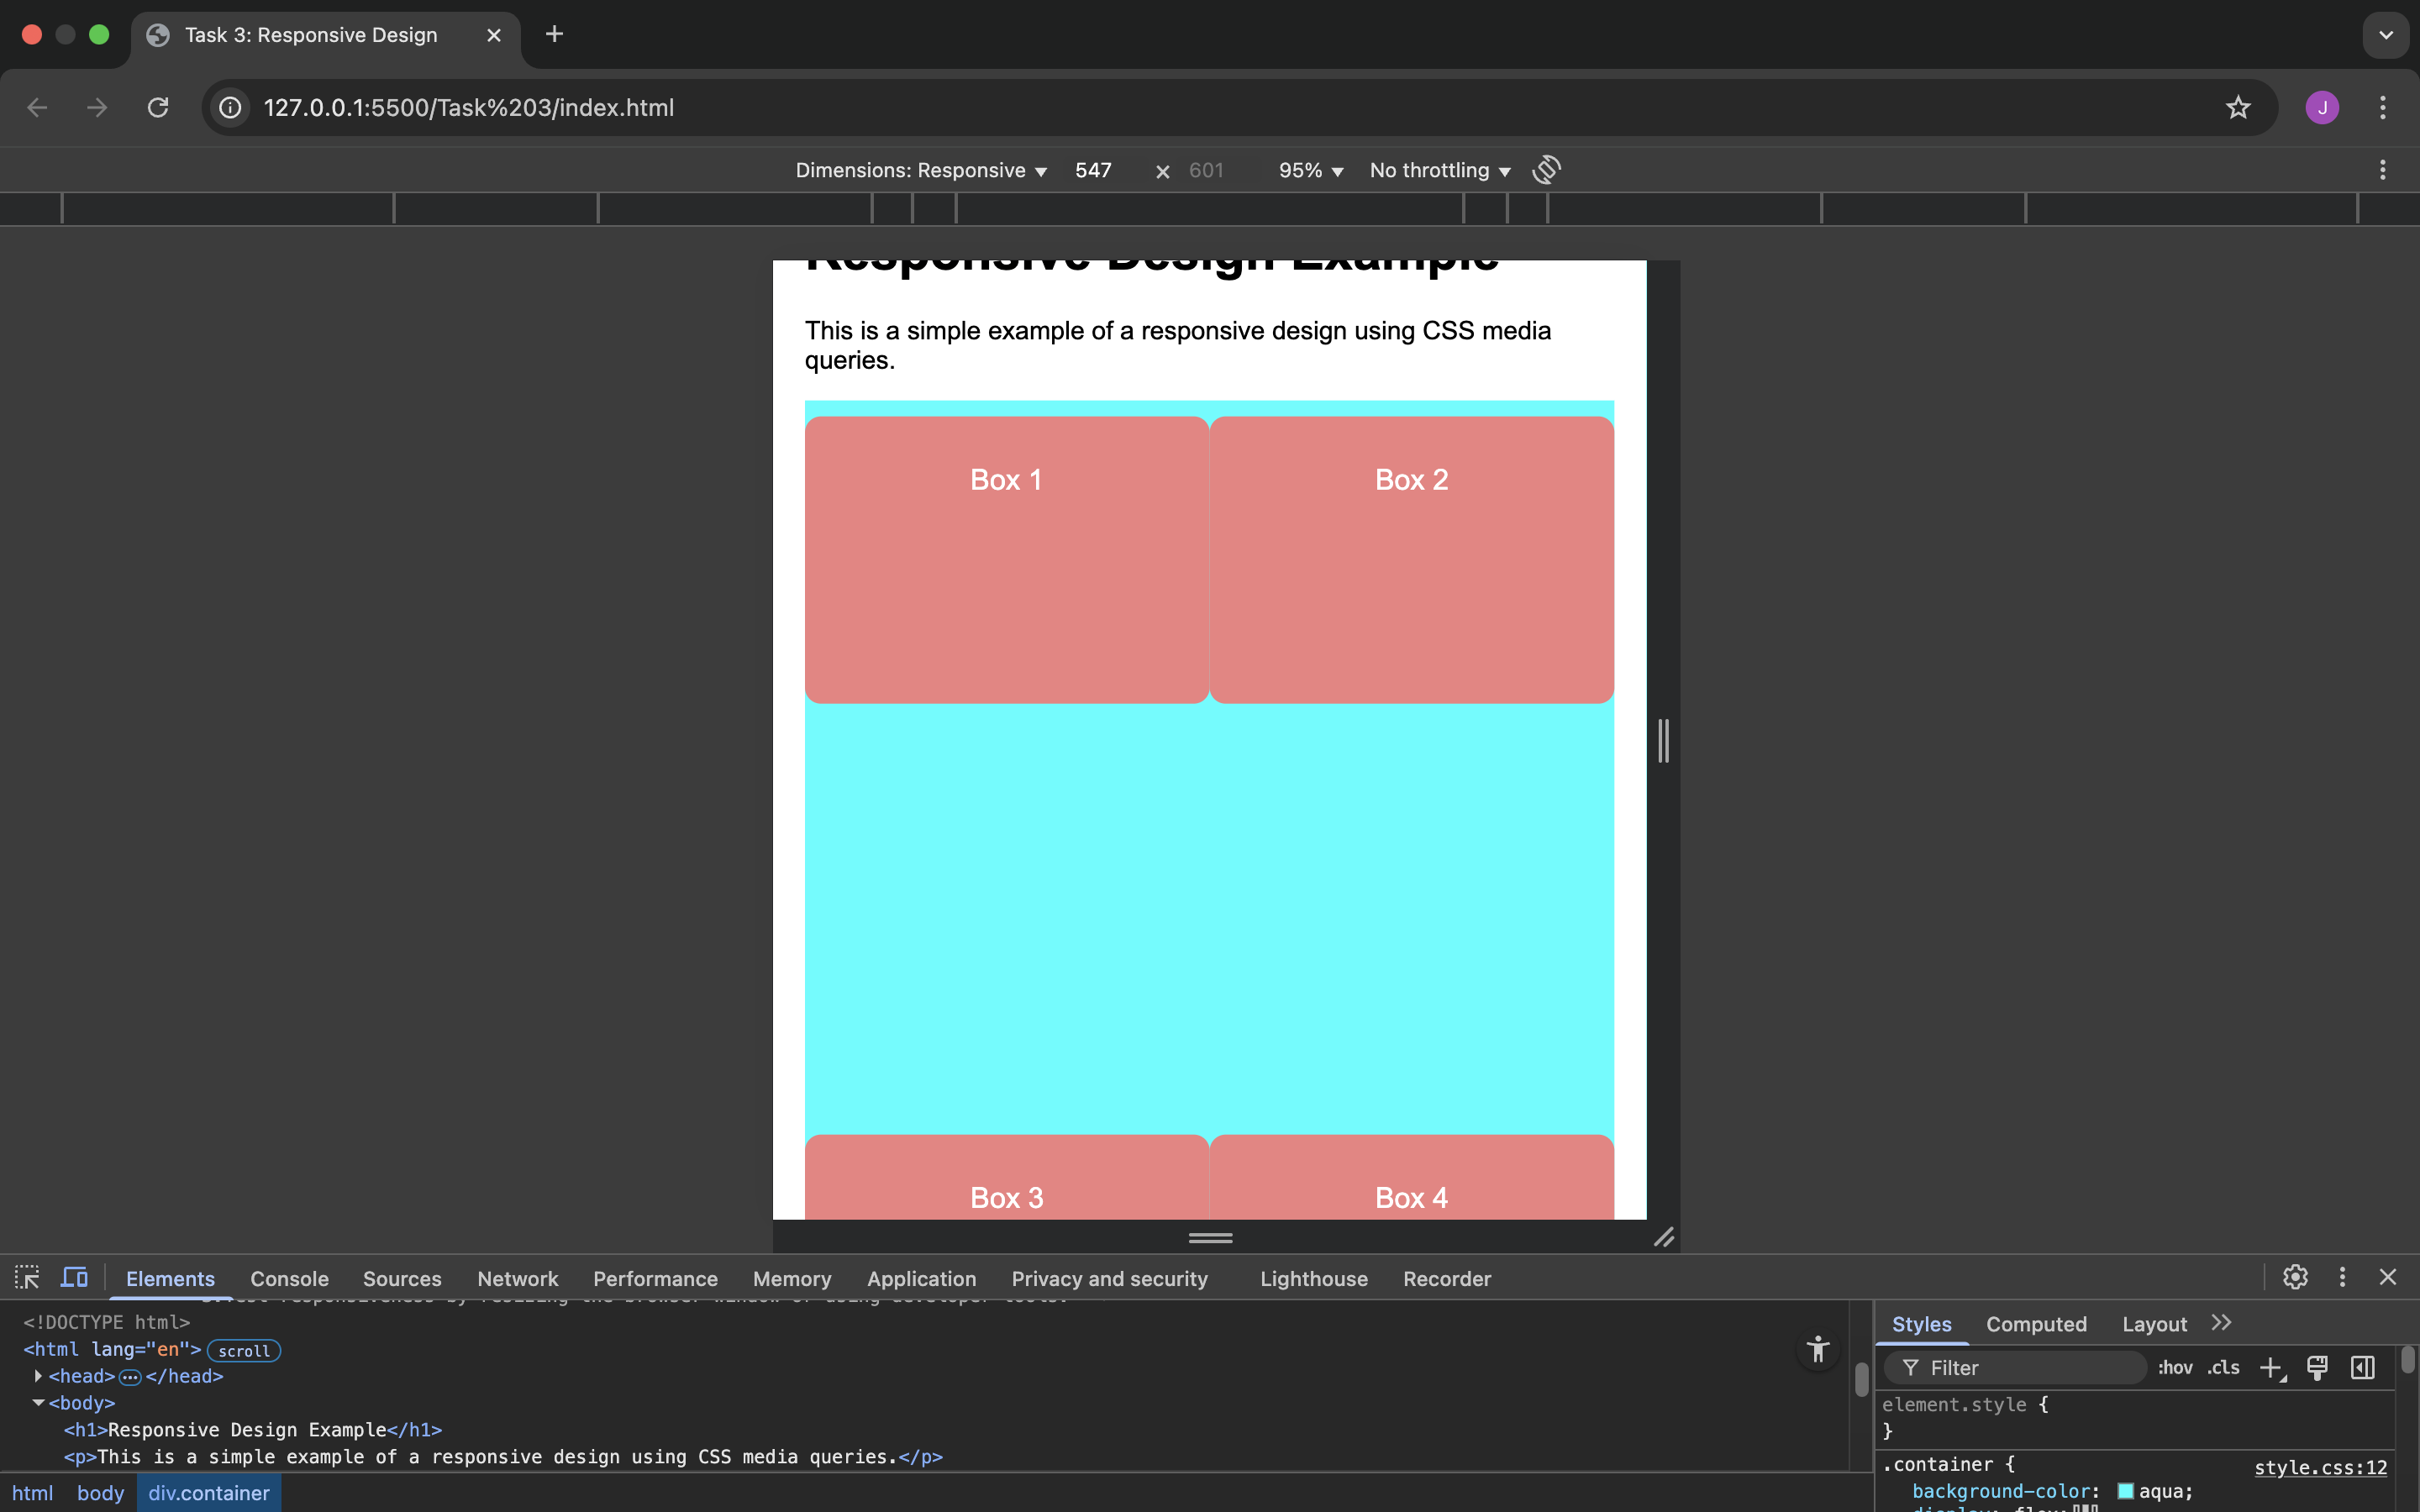 Task 3: Responsive Design
127.0.0.1:5500/Task%203/index.html
J
Dimensions: Responsive 547 × 601 95% No throttling
Responsive Design Example
This is a simple example of a responsive design using CSS media
queries.
Box 1 Box 2
Box 3 Box 4
Elements Console Sources Network Performance Memory Application Privacy and security Lighthouse Recorder
<!DOCTYPE html>
<html lang="en"> scroll
<head> … </head>
<body>
<h1>Responsive Design Example</h1>
<p>This is a simple example of a responsive design using CSS media queries.</p>
html body div.container
Styles Computed Layout
Filter :hov .cls
element.style {
}
.container { style.css:12
background-color: aqua;